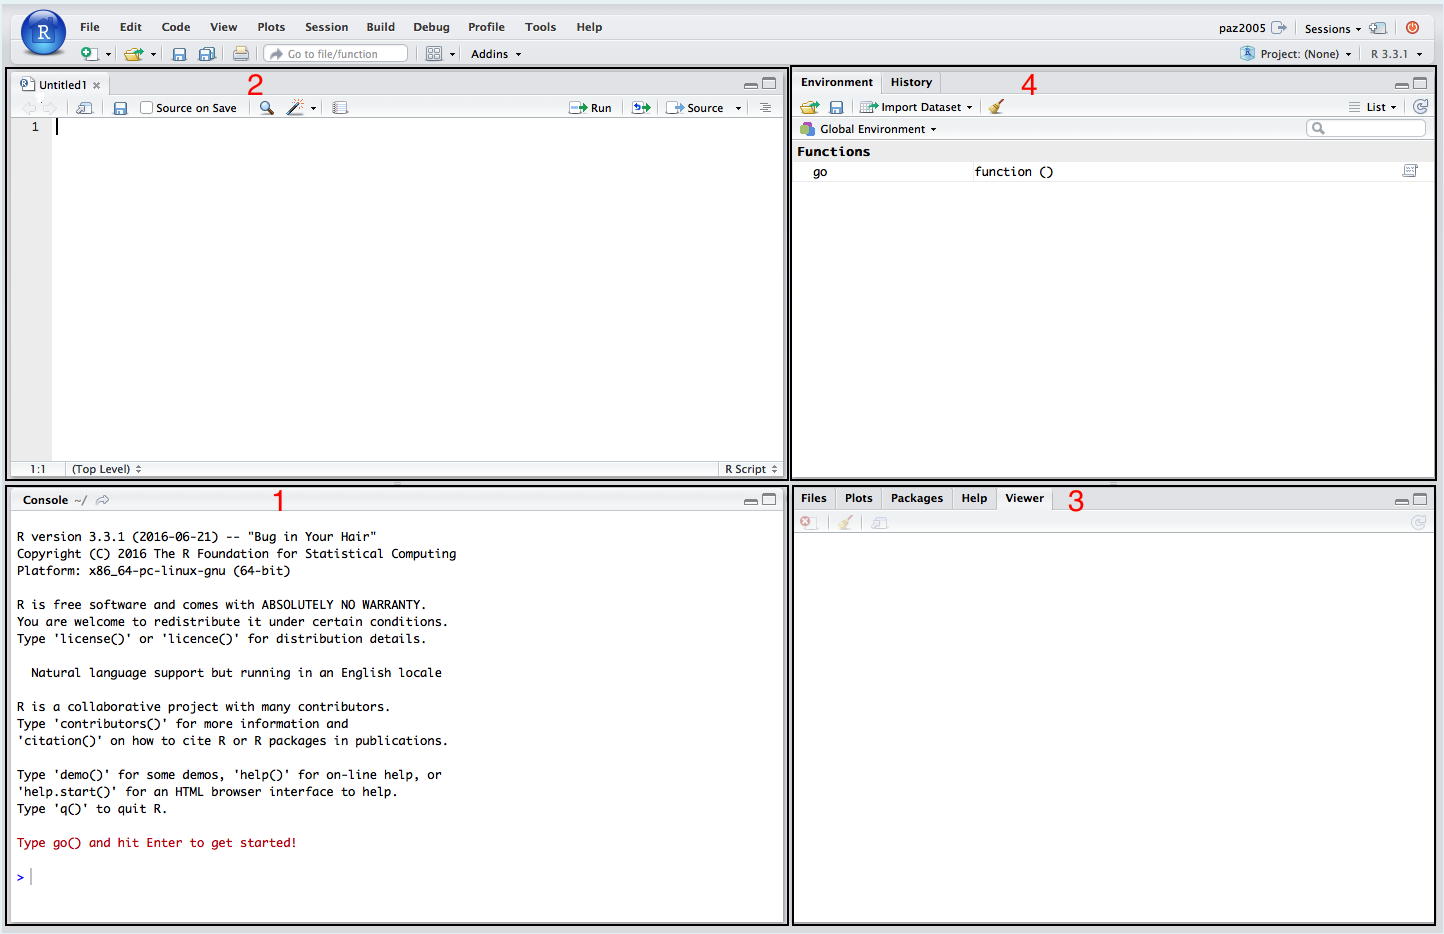 R File Edit Code View Plots Session Build Debug Profile Tools Help paz2005 Sessions
Go to file/function Addins Project: (None) R 3.3.1
Untitled1 2
Source on Save Run Source
1
1:1 (Top Level) R Script
Environment History 4
Import Dataset List
Global Environment
Functions
go function ()
Console ~/ 1
R version 3.3.1 (2016-06-21) -- "Bug in Your Hair"
Copyright (C) 2016 The R Foundation for Statistical Computing
Platform: x86_64-pc-linux-gnu (64-bit)
R is free software and comes with ABSOLUTELY NO WARRANTY.
You are welcome to redistribute it under certain conditions.
Type 'license()' or 'licence()' for distribution details.
Natural language support but running in an English locale
R is a collaborative project with many contributors.
Type 'contributors()' for more information and
'citation()' on how to cite R or R packages in publications.
Type 'demo()' for some demos, 'help()' for on-line help, or
'help.start()' for an HTML browser interface to help.
Type 'q()' to quit R.
Type go() and hit Enter to get started!
>
Files Plots Packages Help Viewer 3